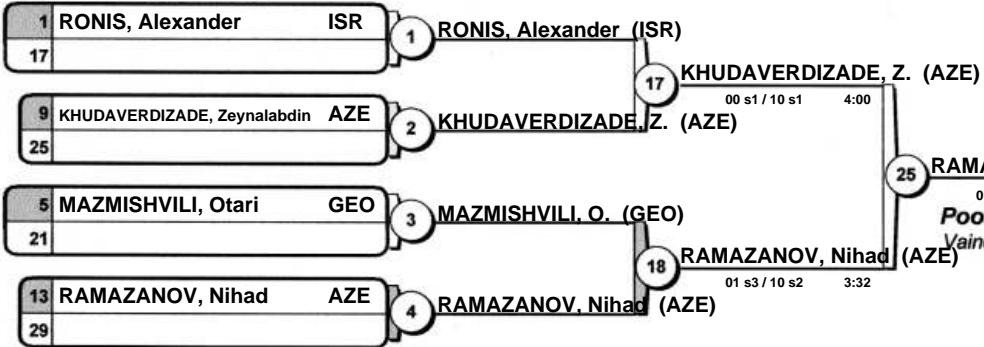 1 RONIS, Alexander ISR
17
1
RONIS, Alexander (ISR)
17
KHUDAVERDIZADE, Z. (AZE)
00 s1 / 10 s1 4:00
9 KHUDAVERDIZADE, Zeynalabdin AZE
25
2
KHUDAVERDIZADE, Z. (AZE)
25
5 MAZMISHVILI, Otari GEO
21
3
MAZMISHVILI, O. (GEO)
18
RAMAZANOV, Nihad (AZE)
01 s3 / 10 s2 3:32
13 RAMAZANOV, Nihad AZE
29
4
RAMAZANOV, Nihad (AZE)